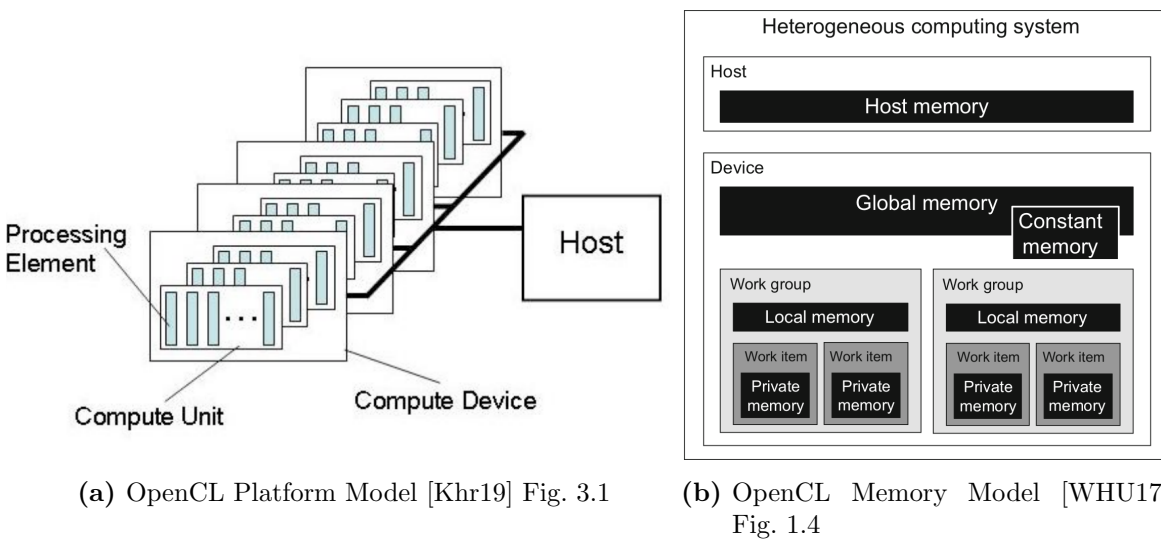 Processing
Element
Compute Unit
Compute Device
Host
(a) OpenCL Platform Model [Khr19] Fig. 3.1
Heterogeneous computing system
Host
Host memory
Device
Global memory
Constant
memory
Work group
Local memory
Work item
Private
memory
Work item
Private
memory
Work group
Local memory
Work item
Private
memory
Work item
Private
memory
(b) OpenCL Memory Model [WHU17
Fig. 1.4